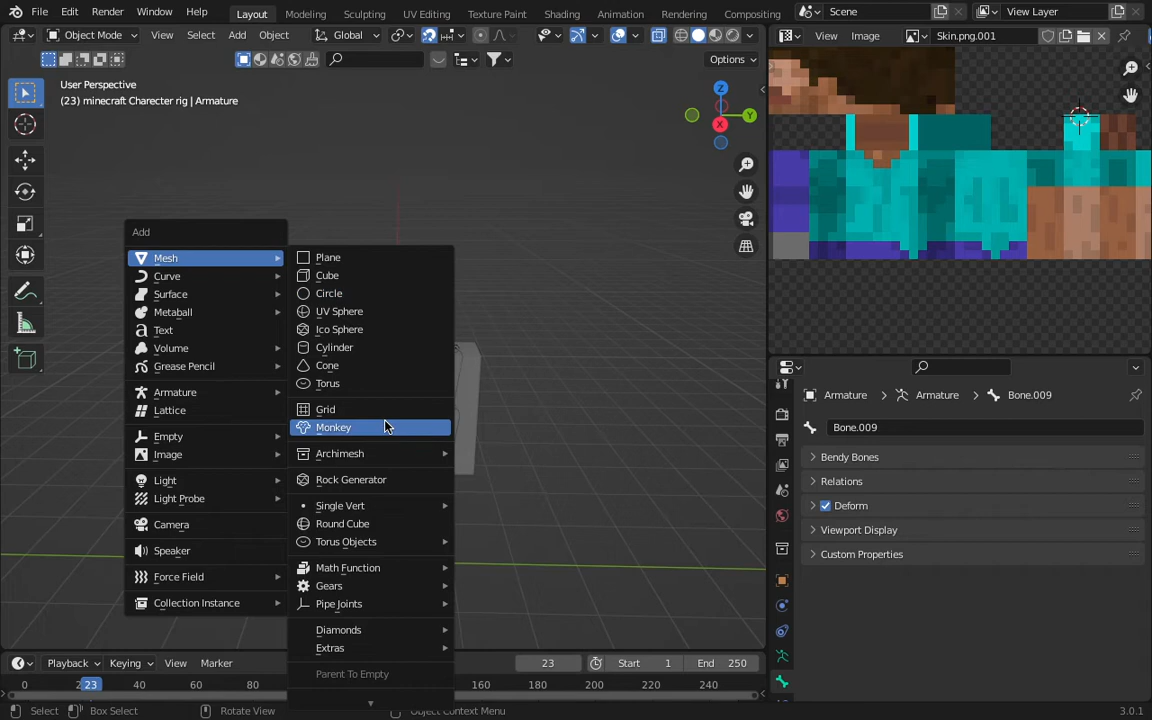 File Edit Render Window Help Layout Modeling Sculpting UV Editing Texture Paint Shading Animation Rendering Compositing Scene View Layer
Object Mode View Select Add Object Global View Image Skin.png.001
Options
User Perspective
(23) minecraft Charecter rig | Armature
Z
Y
X
Add
Mesh
Curve
Surface
Metaball
Text
Volume
Grease Pencil
Armature
Lattice
Empty
Image
Light
Light Probe
Camera
Speaker
Force Field
Collection Instance
Plane
Cube
Circle
UV Sphere
Ico Sphere
Cylinder
Cone
Torus
Grid
Monkey
Archimesh
Rock Generator
Single Vert
Round Cube
Torus Objects
Math Function
Gears
Pipe Joints
Diamonds
Extras
Parent To Empty
Armature Armature Bone.009
Bone.009
Bendy Bones
Relations
Deform
Viewport Display
Custom Properties
Playback Keying View Marker 23 Start 1 End 250
0 23 40 60 80 160 180 200 220 240
Select Box Select Rotate View Object Context Menu 3.0.1